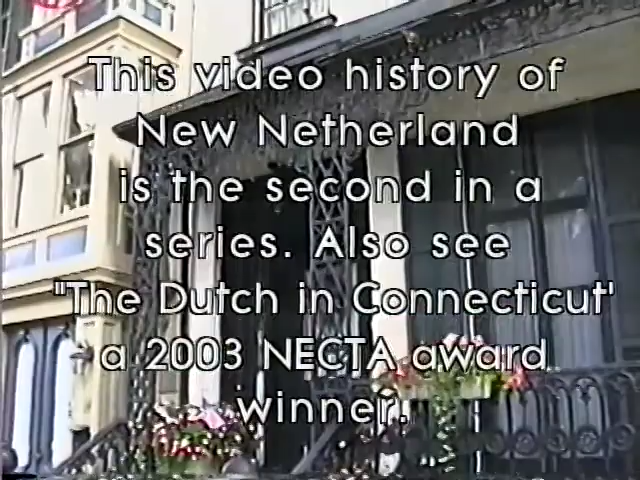 This video history of
New Netherland
is the second in a
series. Also see
"The Dutch in Connecticut'
a 2003 NECTA award
winner.